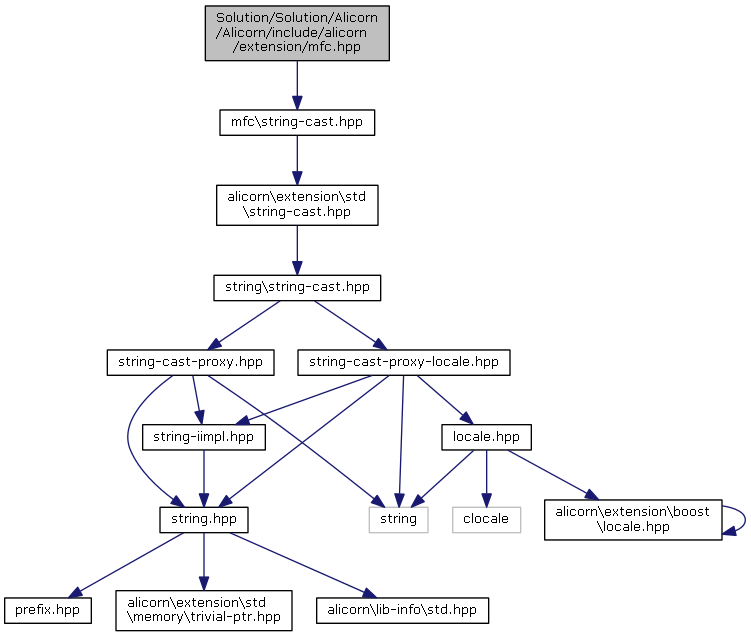 Solution/Solution/Alicorn
/Alicorn/include/alicorn
/extension/mfc.hpp
mfc\string-cast.hpp
alicorn\extension\std
\string-cast.hpp
string\string-cast.hpp
string-cast-proxy.hpp
string-cast-proxy-locale.hpp
string-iimpl.hpp
locale.hpp
string.hpp
string
clocale
alicorn\extension\boost
\locale.hpp
prefix.hpp
alicorn\extension\std
\memory\trivial-ptr.hpp
alicorn\lib-info\std.hpp